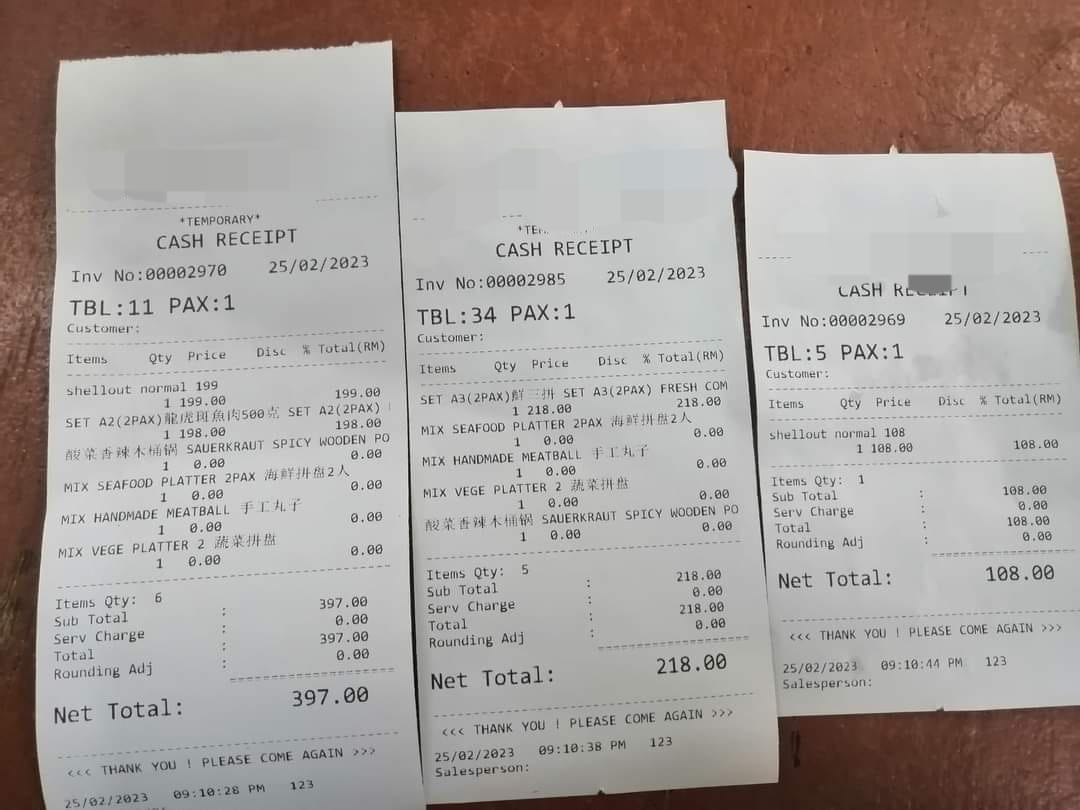 *TEMPORARY*
CASH RECEIPT
Inv No:00002970 25/02/2023
TBL:11 PAX:1
Customer:
Items Qty Price Disc % Total(RM)
shellout normal 199
1 199.00 199.00
SET A2(2PAX)龍虎斑魚肉500克 SET A2(2PAX)
1 198.00 198.00
酸菜香辣木桶锅 SAUERKRAUT SPICY WOODEN PO
1 0.00 0.00
MIX SEAFOOD PLATTER 2PAX 海鲜拼盘2人
1 0.00 0.00
MIX HANDMADE MEATBALL 手工丸子
1 0.00 0.00
MIX VEGE PLATTER 2 蔬菜拼盘
1 0.00 0.00
Items Qty: 6
Sub Total : 397.00
Serv Charge : 0.00
Total : 397.00
Rounding Adj : 0.00
Net Total: 397.00
<<< THANK YOU ! PLEASE COME AGAIN >>>
25/02/2023 09:10:28 PM 123
CASH RECEIPT
Inv No:00002985 25/02/2023
TBL:34 PAX:1
Customer:
Items Qty Price Disc % Total(RM)
SET A3(2PAX)鮮三拼 SET A3(2PAX) FRESH COM
1 218.00 218.00
MIX SEAFOOD PLATTER 2PAX 海鲜拼盘2人
1 0.00 0.00
MIX HANDMADE MEATBALL 手工丸子
1 0.00 0.00
MIX VEGE PLATTER 2 蔬菜拼盘
1 0.00 0.00
酸菜香辣木桶锅 SAUERKRAUT SPICY WOODEN PO
1 0.00 0.00
Items Qty: 5
Sub Total : 218.00
Serv Charge : 0.00
Total : 218.00
Rounding Adj : 0.00
Net Total: 218.00
<<< THANK YOU ! PLEASE COME AGAIN >>>
25/02/2023 09:10:38 PM 123
Salesperson:
CASH RECEIPT
Inv No:00002969 25/02/2023
TBL:5 PAX:1
Customer:
Items Qty Price Disc % Total(RM)
shellout normal 108
1 108.00 108.00
Items Qty: 1
Sub Total : 108.00
Serv Charge : 0.00
Total : 108.00
Rounding Adj : 0.00
Net Total: 108.00
<<< THANK YOU ! PLEASE COME AGAIN >>>
25/02/2023 09:10:44 PM 123
Salesperson: